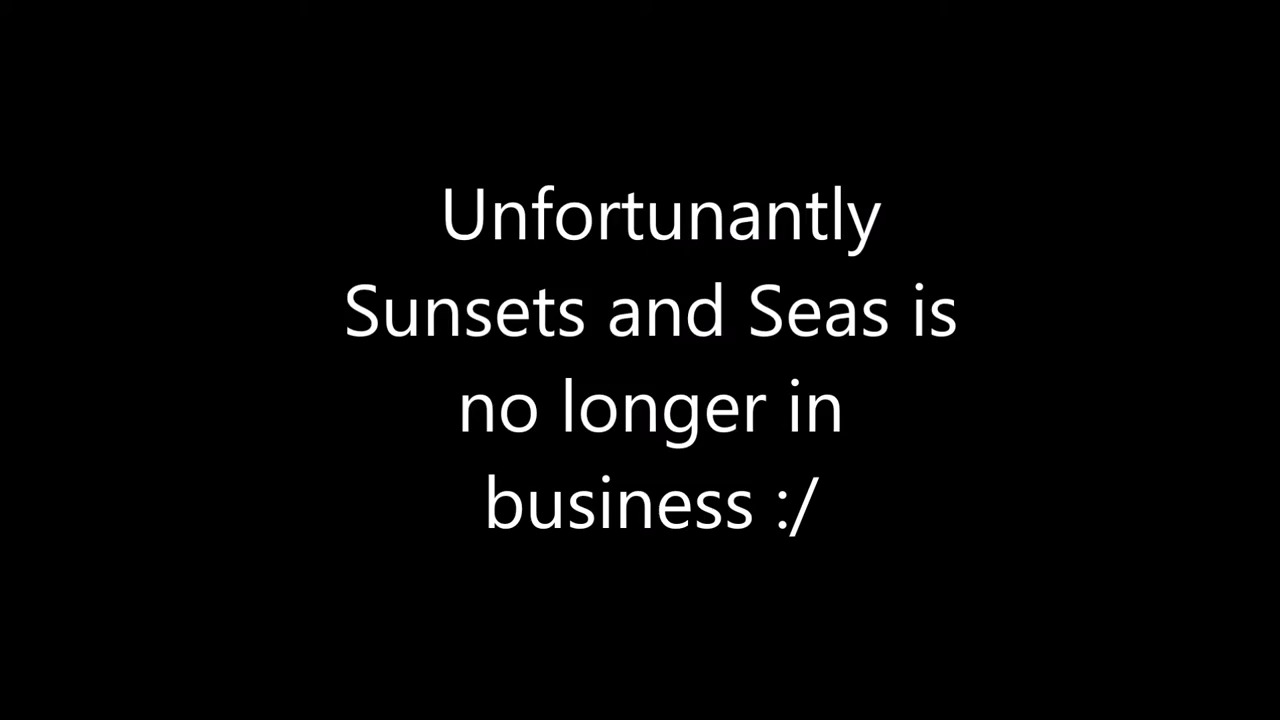 Unfortunantly
Sunsets and Seas is
no longer in
business :/